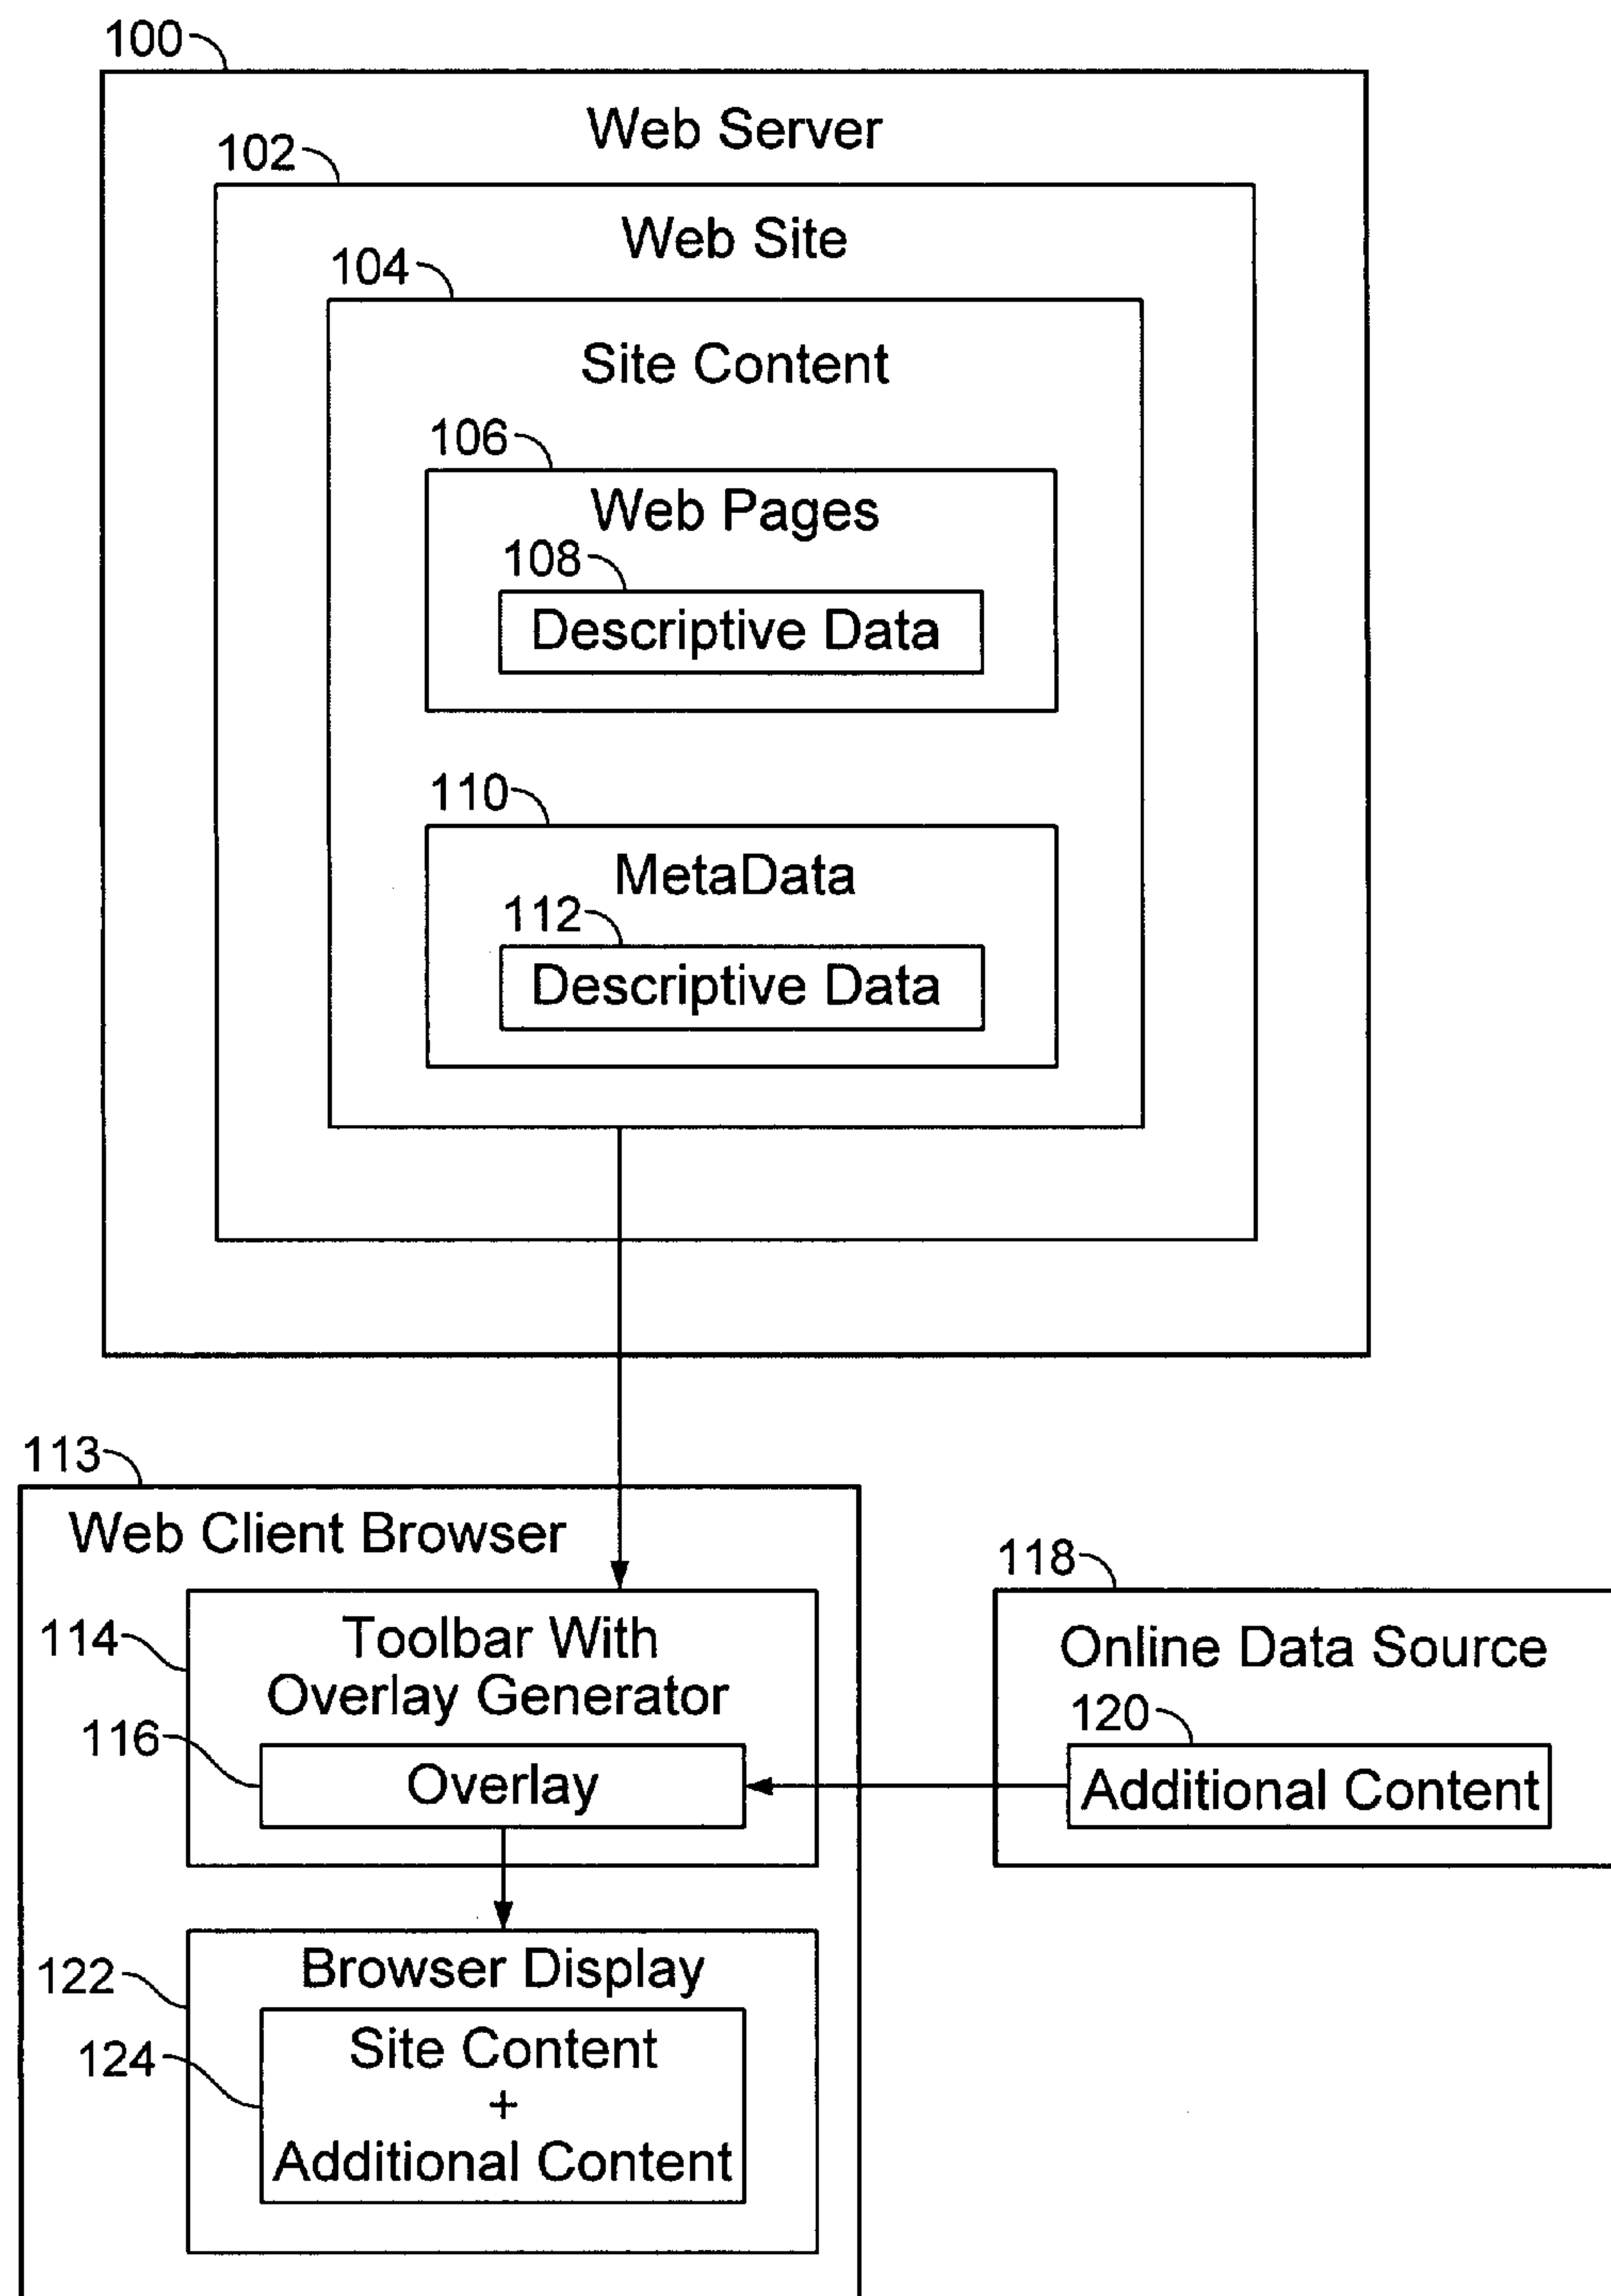 100
Web Server
102
Web Site
104
Site Content
106
Web Pages
108
Descriptive Data
110
MetaData
112
Descriptive Data
113
Web Client Browser
114
Toolbar With
Overlay Generator
116
Overlay
118
Online Data Source
120
Additional Content
122
Browser Display
124
Site Content
+
Additional Content